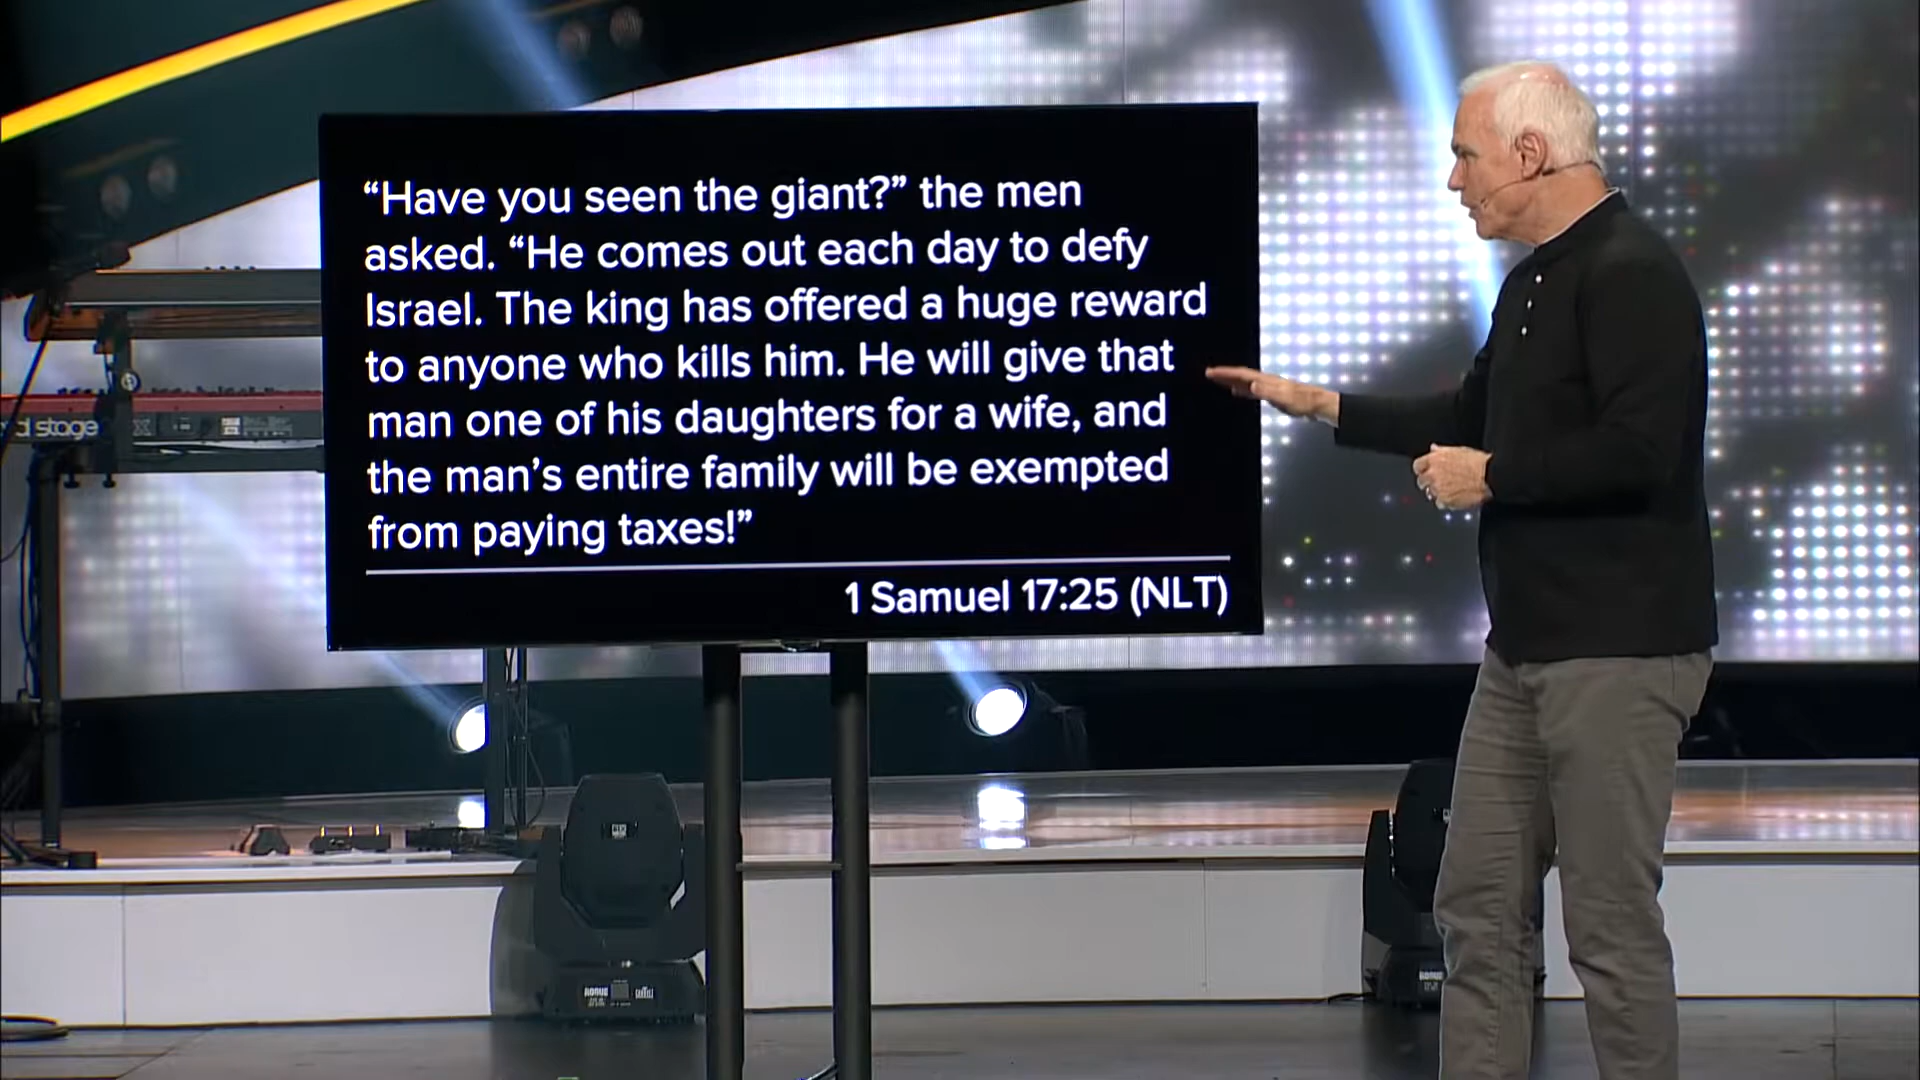 “Have you seen the giant?” the men
asked. “He comes out each day to defy
Israel. The king has offered a huge reward
to anyone who kills him. He will give that
man one of his daughters for a wife, and
the man’s entire family will be exempted
from paying taxes!”
1 Samuel 17:25 (NLT)
stage
ROGUE